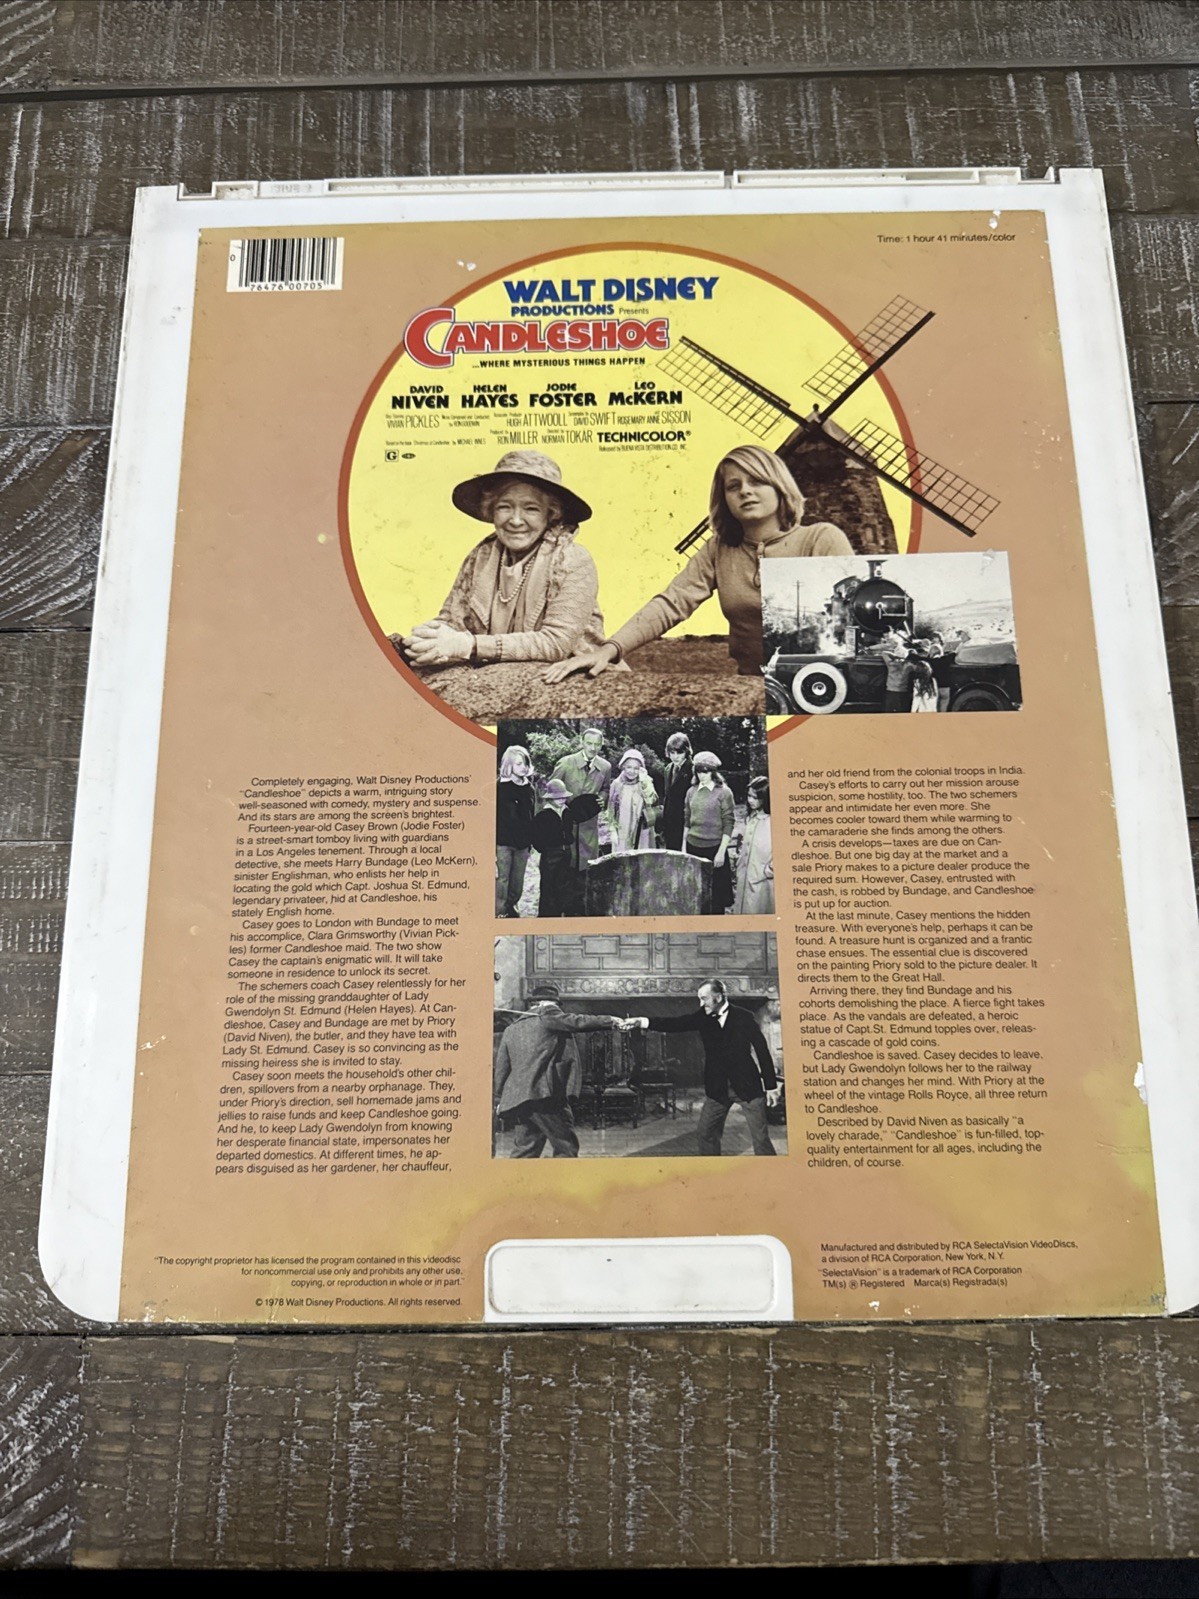 0
76476 00705
Time: 1 hour 41 minutes/color
WALT DISNEY
PRODUCTIONS Presents
CANDLESHOE
...WHERE MYSTERIOUS THINGS HAPPEN
DAVID NIVEN HELEN HAYES JODIE FOSTER LEO McKERN
VIVIAN PICKLES HUGH ATTWOOLL DAVID SWIFT ROSEMARY ANNE SISSON
RON MILLER NORMAN TOKAR TECHNICOLOR®
G
Completely engaging, Walt Disney Productions'
"Candleshoe" depicts a warm, intriguing story
well-seasoned with comedy, mystery and suspense.
And its stars are among the screen's brightest.
Fourteen-year-old Casey Brown (Jodie Foster)
is a street-smart tomboy living with guardians
in a Los Angeles tenement. Through a local
detective, she meets Harry Bundage (Leo McKern),
sinister Englishman, who enlists her help in
locating the gold which Capt. Joshua St. Edmund,
legendary privateer, hid at Candleshoe, his
stately English home.
Casey goes to London with Bundage to meet
his accomplice, Clara Grimsworthy (Vivian Pick-
les) former Candleshoe maid. The two show
Casey the captain's enigmatic will. It will take
someone in residence to unlock its secret.
The schemers coach Casey relentlessly for her
role of the missing granddaughter of Lady
Gwendolyn St. Edmund (Helen Hayes). At Can-
dleshoe, Casey and Bundage are met by Priory
(David Niven), the butler, and they have tea with
Lady St. Edmund. Casey is so convincing as the
missing heiress she is invited to stay.
Casey soon meets the household's other chil-
dren, spillovers from a nearby orphanage. They,
under Priory's direction, sell homemade jams and
jellies to raise funds and keep Candleshoe going.
And he, to keep Lady Gwendolyn from knowing
her desperate financial state, impersonates her
departed domestics. At different times, he ap-
pears disguised as her gardener, her chauffeur,
and her old friend from the colonial troops in India.
Casey's efforts to carry out her mission arouse
suspicion, some hostility, too. The two schemers
appear and intimidate her even more. She
becomes cooler toward them while warming to
the camaraderie she finds among the others.
A crisis develops—taxes are due on Can-
dleshoe. But one big day at the market and a
sale Priory makes to a picture dealer produce the
required sum. However, Casey, entrusted with
the cash, is robbed by Bundage, and Candleshoe
is put up for auction.
At the last minute, Casey mentions the hidden
treasure. With everyone's help, perhaps it can be
found. A treasure hunt is organized and a frantic
chase ensues. The essential clue is discovered
on the painting Priory sold to the picture dealer. It
directs them to the Great Hall.
Arriving there, they find Bundage and his
cohorts demolishing the place. A fierce fight takes
place. As the vandals are defeated, a heroic
statue of Capt. St. Edmund topples over, releas-
ing a cascade of gold coins.
Candleshoe is saved. Casey decides to leave,
but Lady Gwendolyn follows her to the railway
station and changes her mind. With Priory at the
wheel of the vintage Rolls Royce, all three return
to Candleshoe.
Described by David Niven as basically "a
lovely charade," "Candleshoe" is fun-filled, top-
quality entertainment for all ages, including the
children, of course.
"The copyright proprietor has licensed the program contained in this videodisc
for noncommercial use only and prohibits any other use,
copying, or reproduction in whole or in part."
© 1978 Walt Disney Productions. All rights reserved.
Manufactured and distributed by RCA SelectaVision VideoDiscs,
a division of RCA Corporation, New York, N.Y.
"SelectaVision" is a trademark of RCA Corporation
TM(s) ® Registered Marca(s) Registrada(s)